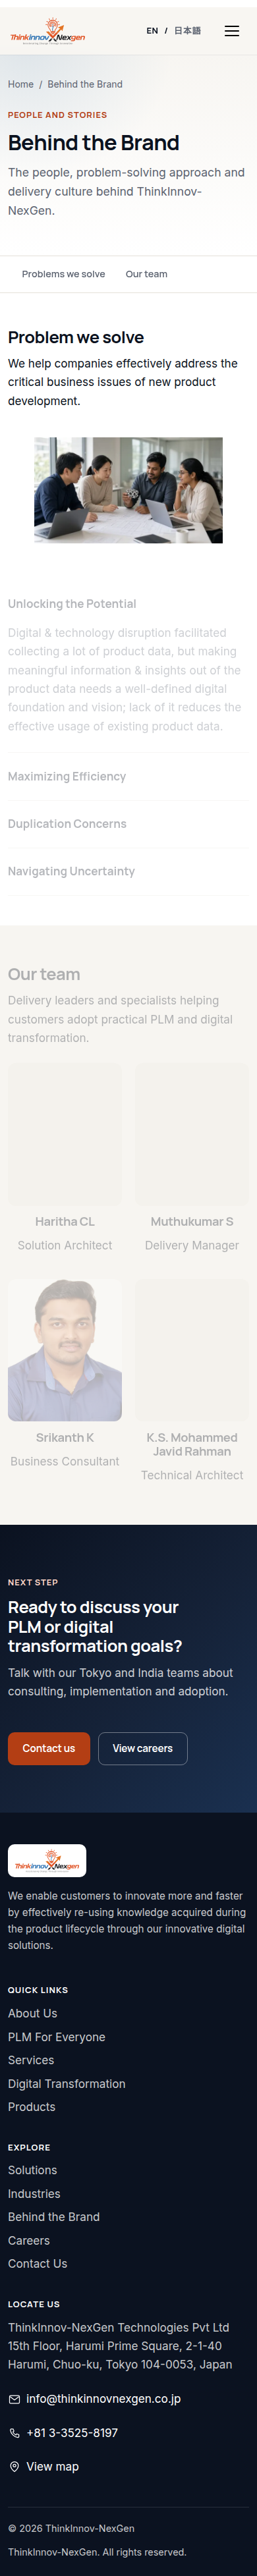 ThinkInnov Nexgen
EN / 日本語
Home / Behind the Brand
PEOPLE AND STORIES
Behind the Brand
The people, problem-solving approach and
delivery culture behind ThinkInnov-
NexGen.
Problems we solve Our team
Problem we solve
We help companies effectively address the
critical business issues of new product
development.
Unlocking the Potential
Digital & technology disruption facilitated
collecting a lot of product data, but making
meaningful information & insights out of the
product data needs a well-defined digital
foundation and vision; lack of it reduces the
effective usage of existing product data.
Maximizing Efficiency
Duplication Concerns
Navigating Uncertainty
Our team
Delivery leaders and specialists helping
customers adopt practical PLM and digital
transformation.
Haritha CL
Solution Architect
Muthukumar S
Delivery Manager
Srikanth K
Business Consultant
K.S. Mohammed
Javid Rahman
Technical Architect
NEXT STEP
Ready to discuss your
PLM or digital
transformation goals?
Talk with our Tokyo and India teams about
consulting, implementation and adoption.
Contact us View careers
ThinkInnov Nexgen
We enable customers to innovate more and faster
by effectively re-using knowledge acquired during
the product lifecycle through our innovative digital
solutions.
QUICK LINKS
About Us
PLM For Everyone
Services
Digital Transformation
Products
EXPLORE
Solutions
Industries
Behind the Brand
Careers
Contact Us
LOCATE US
ThinkInnov-NexGen Technologies Pvt Ltd
15th Floor, Harumi Prime Square, 2-1-40
Harumi, Chuo-ku, Tokyo 104-0053, Japan
info@thinkinnovnexgen.co.jp
+81 3-3525-8197
View map
© 2026 ThinkInnov-NexGen
ThinkInnov-NexGen. All rights reserved.